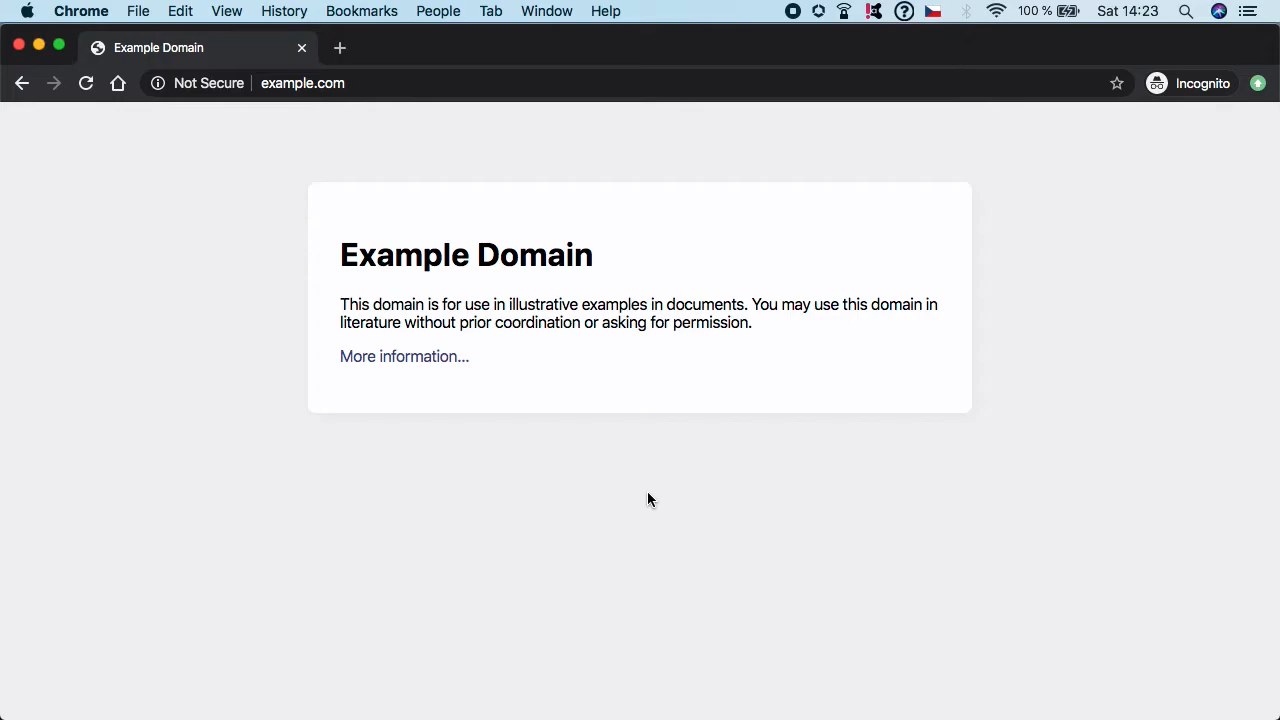 Chrome File Edit View History Bookmarks People Tab Window Help 100 % Sat 14:23
Example Domain
Not Secure example.com Incognito
Example Domain
This domain is for use in illustrative examples in documents. You may use this domain in
literature without prior coordination or asking for permission.
More information...